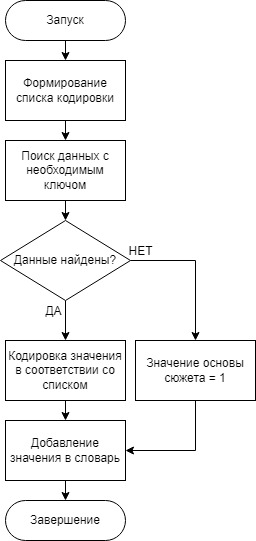 Запуск
Формирование
списка кодировки
Поиск данных с
необходимым
ключом
Данные найдены?
НЕТ
ДА
Кодировка значения
в соответствии со
списком
Значение основы
сюжета = 1
Добавление
значения в словарь
Завершение